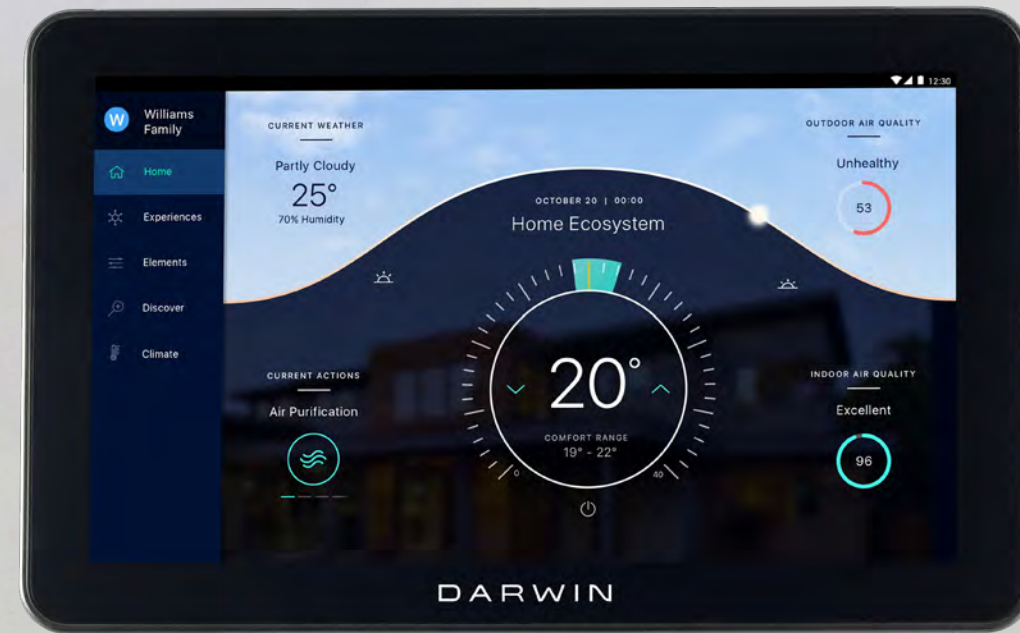 12:30
W
Williams
Family
Home
Experiences
Elements
Discover
Climate
CURRENT WEATHER
Partly Cloudy
25°
70% Humidity
OCTOBER 20 | 00:00
Home Ecosystem
OUTDOOR AIR QUALITY
Unhealthy
53
20°
COMFORT RANGE
19° - 22°
0
40
CURRENT ACTIONS
Air Purification
INDOOR AIR QUALITY
Excellent
96
DARWIN